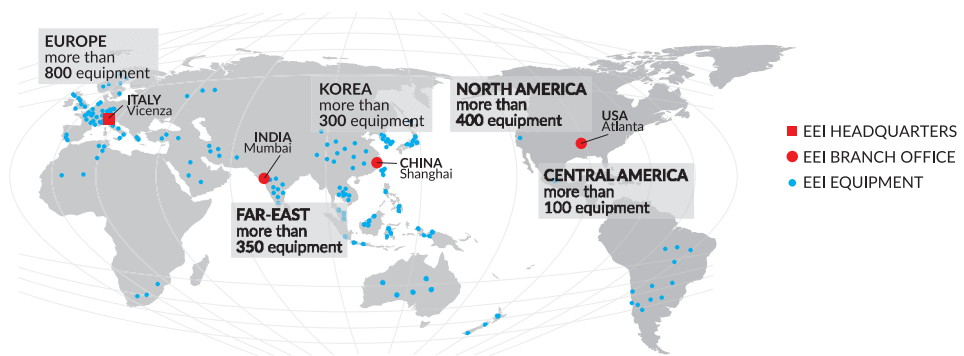 EUROPE
more than
800 equipment
ITALY
Vicenza
INDIA
Mumbai
KOREA
more than
300 equipment
CHINA
Shanghai
FAR-EAST
more than
350 equipment
NORTH AMERICA
more than
400 equipment
USA
Atlanta
CENTRAL AMERICA
more than
100 equipment
EEI HEADQUARTERS
EEI BRANCH OFFICE
EEI EQUIPMENT